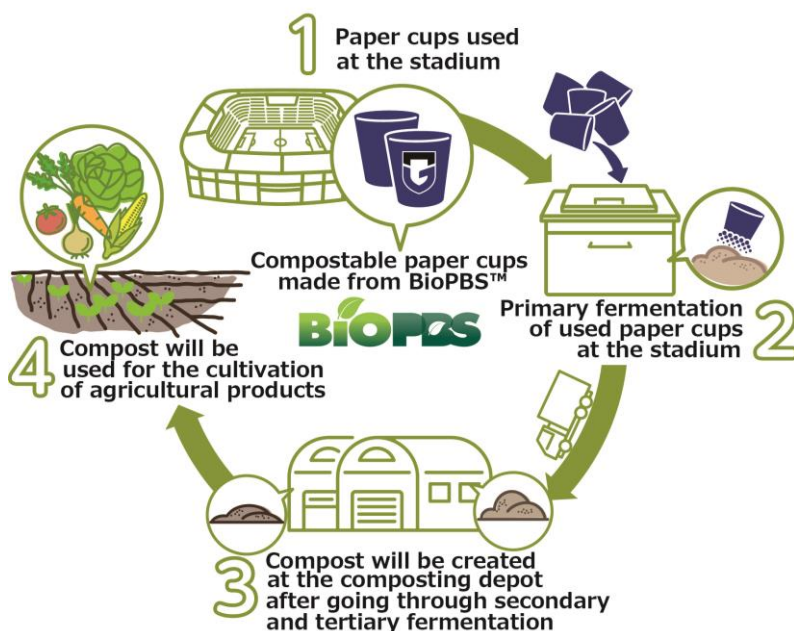 1
Paper cups used
at the stadium
G
Compostable paper cups
made from BioPBS™
BIOPBS
2
Primary fermentation
of used paper cups
at the stadium
3
Compost will be created
at the composting depot
after going through secondary
and tertiary fermentation
4
Compost will be
used for the cultivation
of agricultural products